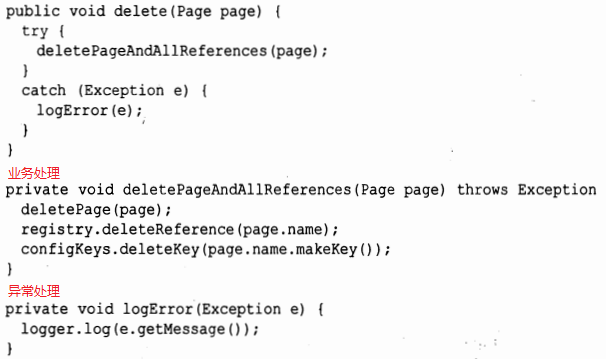 public void delete(Page page) {
try {
deletePageAndAllReferences(page);
}
catch (Exception e) {
logError(e);
}
}
业务处理
private void deletePageAndAllReferences(Page page) throws Exception
deletePage(page);
registry.deleteReference(page.name);
configKeys.deleteKey(page.name.makeKey());
}
异常处理
private void logError(Exception e) {
logger.log(e.getMessage());
}